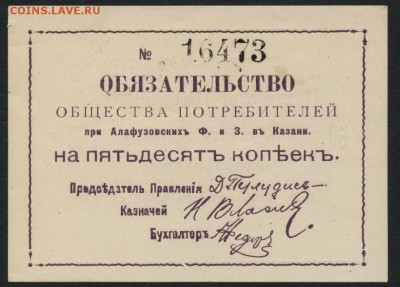 COINS.LAVE.RU
№ 16473
ОБЯЗАТЕЛЬСТВО
ОБЩЕСТВА ПОТРЕБИТЕЛЕЙ
при Алафузовскихъ Ф. и З. въ Казани.
на пятьдесятъ копѣекъ.
Предсѣдатель Правленія
Казначей
Бухгалтеръ